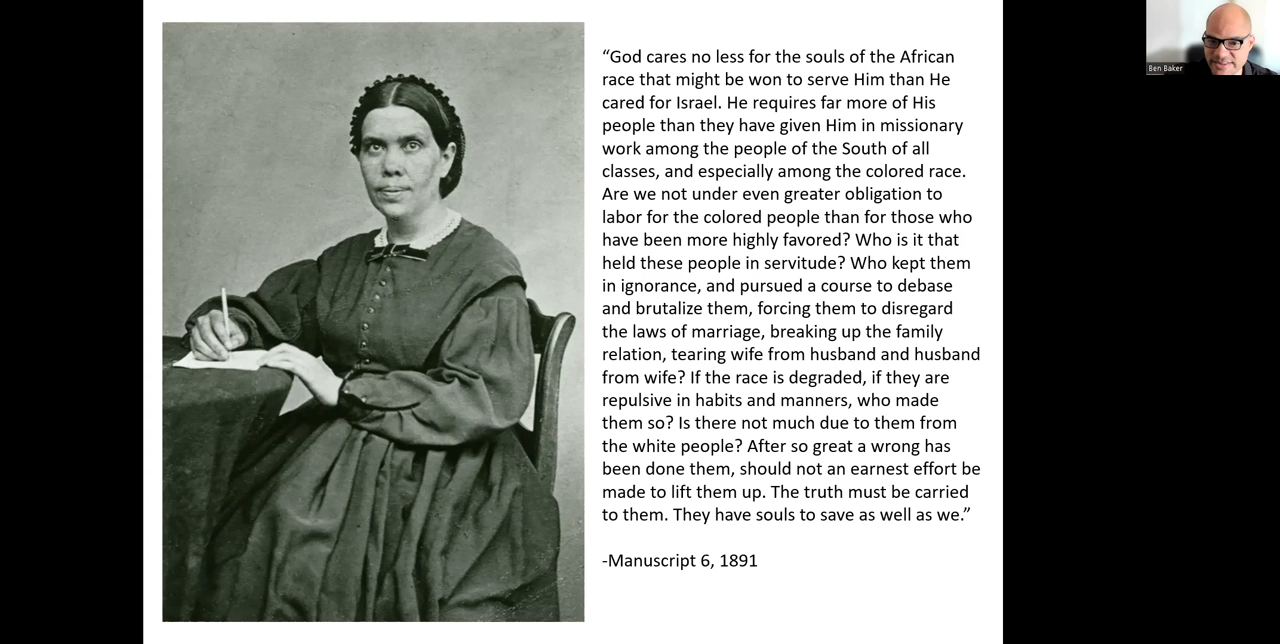 “God cares no less for the souls of the African
race that might be won to serve Him than He
cared for Israel. He requires far more of His
people than they have given Him in missionary
work among the people of the South of all
classes, and especially among the colored race.
Are we not under even greater obligation to
labor for the colored people than for those who
have been more highly favored? Who is it that
held these people in servitude? Who kept them
in ignorance, and pursued a course to debase
and brutalize them, forcing them to disregard
the laws of marriage, breaking up the family
relation, tearing wife from husband and husband
from wife? If the race is degraded, if they are
repulsive in habits and manners, who made
them so? Is there not much due to them from
the white people? After so great a wrong has
been done them, should not an earnest effort be
made to lift them up. The truth must be carried
to them. They have souls to save as well as we.”
-Manuscript 6, 1891
Ben Baker